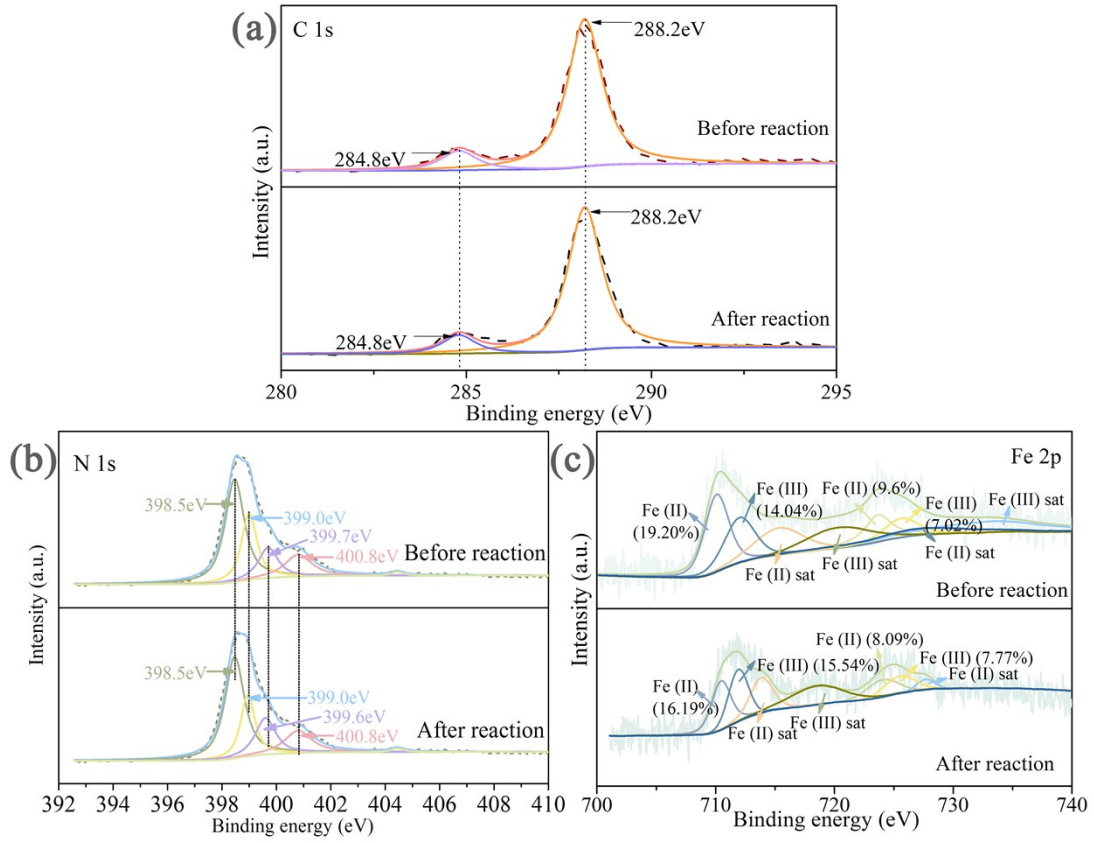 (a)
C 1s
288.2eV
Before reaction
284.8eV
288.2eV
After reaction
284.8eV
Intensity (a.u.)
280 285 290 295
Binding energy (eV)
(b)
N 1s
398.5eV
399.0eV
399.7eV
400.8eV
Before reaction
398.5eV
399.0eV
399.6eV
400.8eV
After reaction
Intensity (a.u.)
392 394 396 398 400 402 404 406 408 410
Binding energy (eV)
(c)
Fe 2p
Fe (II)
(19.20%)
Fe (III)
(14.04%)
Fe (II) (9.6%)
Fe (III)
(7.02%)
Fe (III) sat
Fe (II) sat
Fe (III) sat
Fe (II) sat
Before reaction
Fe (II)
(16.19%)
Fe (III) (15.54%)
Fe (II) (8.09%)
Fe (III) (7.77%)
Fe (II) sat
Fe (III) sat
Fe (II) sat
After reaction
Intensity (a.u.)
700 710 720 730 740
Binding energy (eV)